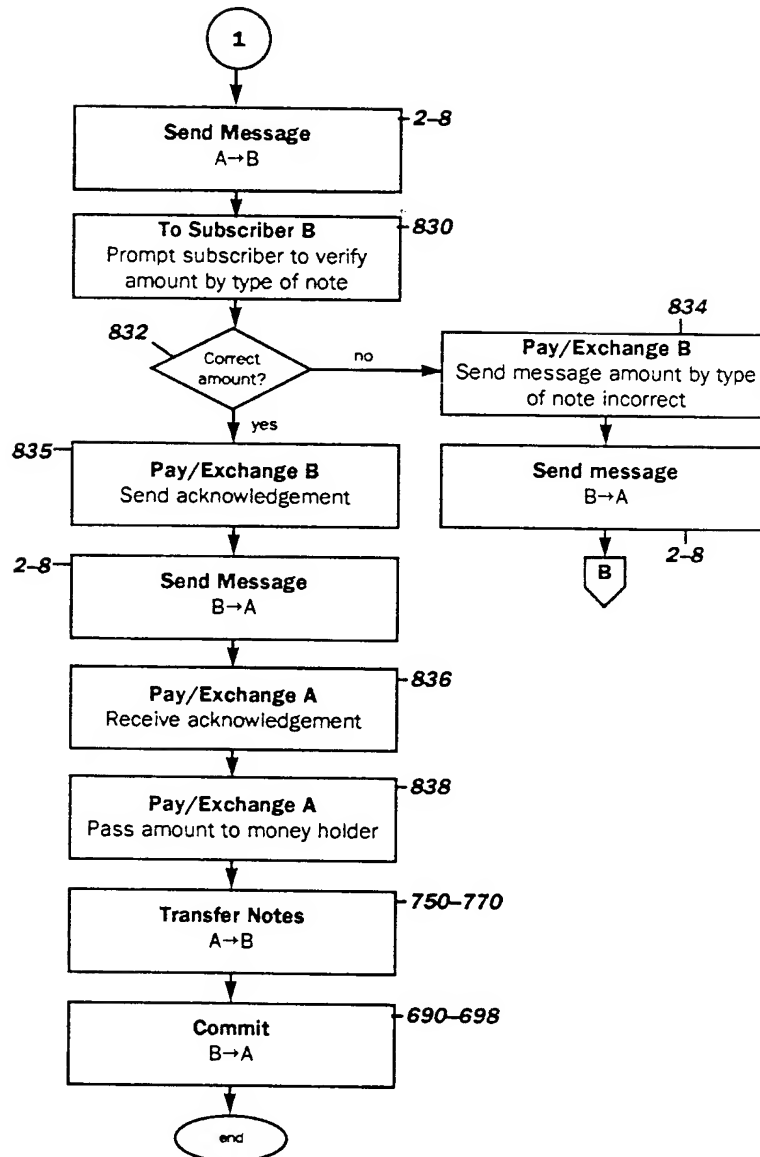 1
Send Message
A→B
2–8
To Subscriber B
Prompt subscriber to verify
amount by type of note
830
832
Correct
amount?
no
yes
834
Pay/Exchange B
Send message amount by type
of note incorrect
Send message
B→A
2–8
B
835
Pay/Exchange B
Send acknowledgement
2–8
Send Message
B→A
Pay/Exchange A
Receive acknowledgement
836
Pay/Exchange A
Pass amount to money holder
838
Transfer Notes
A→B
750–770
Commit
B→A
690–698
end